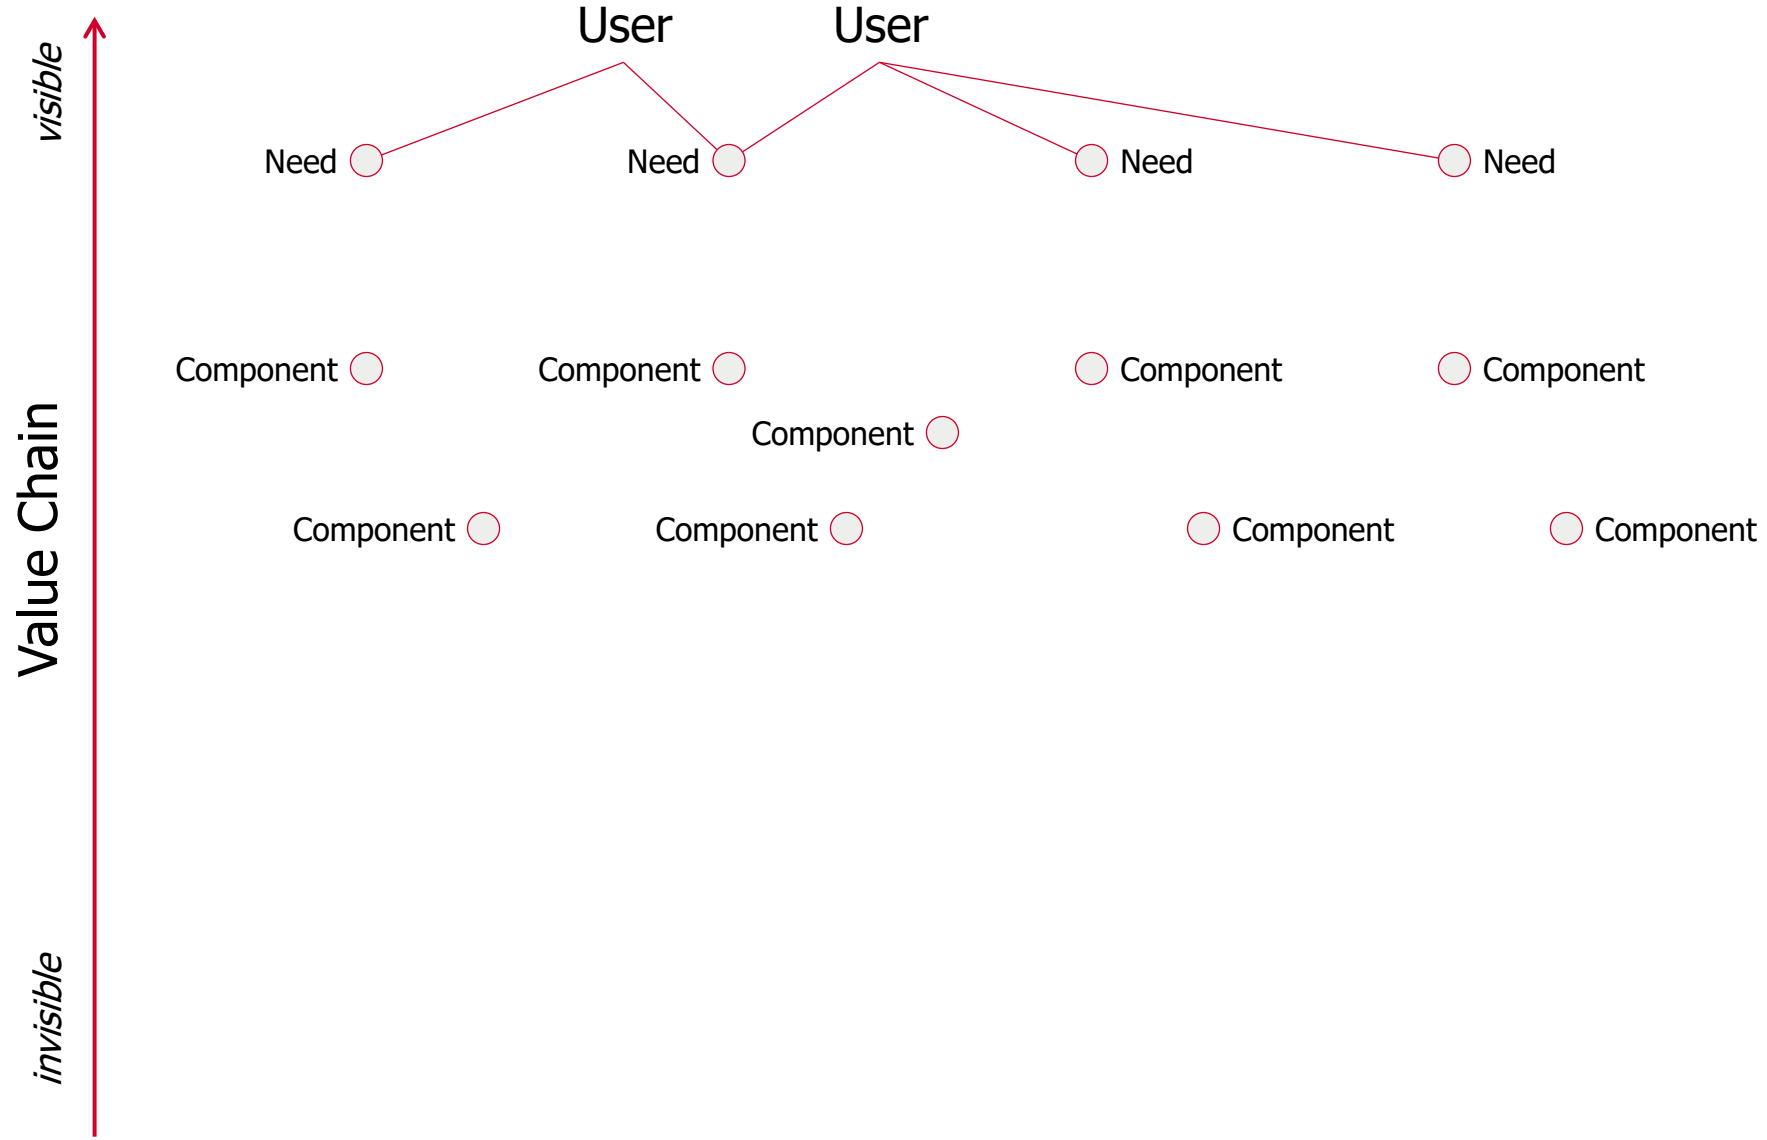 User
User
visible
Need
Need
Need
Need
Component
Component
Component
Component
Component
Value Chain
Component
Component
Component
Component
invisible